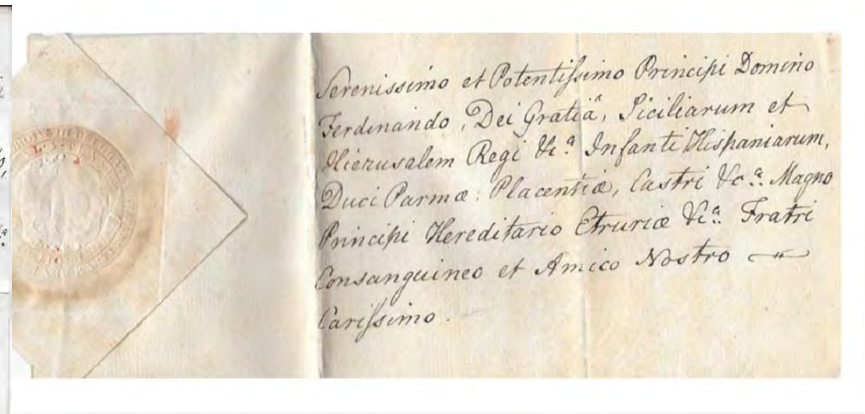 Serenissimo et Potentissimo Principi Domino
Ferdinando, Dei Gratiâ, Siciliarum et
Hierusalem Regi &c.ª Infanti Hispaniarum,
Duci Parmæ, Placentiæ, Castri &c.ª Magno
Principi Hereditario Etruriæ &c.ª Fratri
Consanguineo et Amico Nostro
Carissimo.